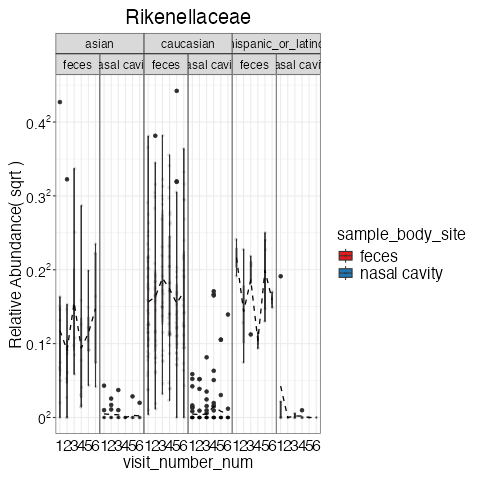 Rikenellaceae
asian caucasian hispanic_or_latino
feces asal cavi feces asal cavi feces asal cavi
0.4²
0.3²
0.2²
0.1²
0²
Relative Abundance( sqrt )
123456 123456 123456 123456 123456 123456
visit_number_num
sample_body_site
feces
nasal cavity